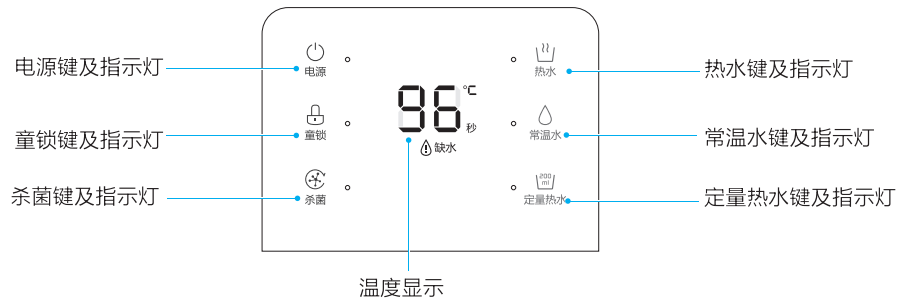 电源键及指示灯
童锁键及指示灯
杀菌键及指示灯
电源
童锁
杀菌
96
℃
秒
缺水
热水
常温水
200
ml
定量热水
热水键及指示灯
常温水键及指示灯
定量热水键及指示灯
温度显示